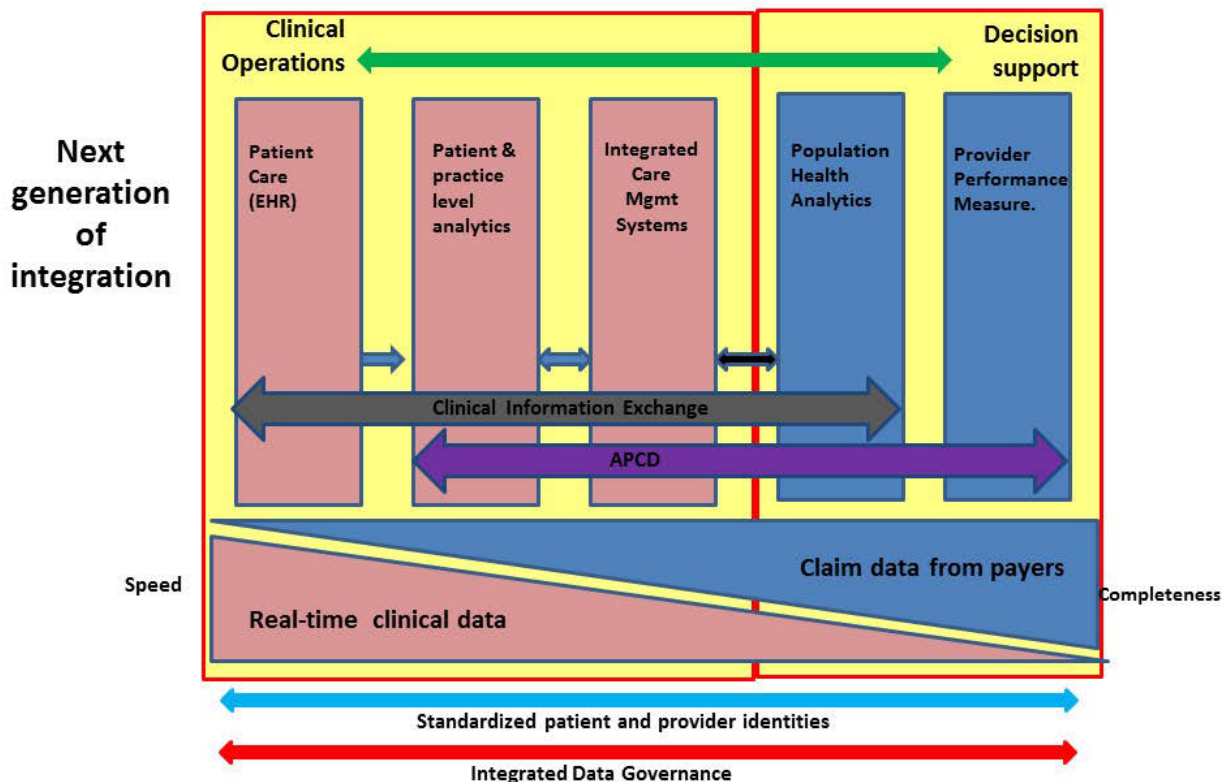 Clinical
Operations
Decision
support
Next
generation
of
integration
Patient
Care
(EHR)
Patient &
practice
level
analytics
Integrated
Care
Mgmt
Systems
Population
Health
Analytics
Provider
Performance
Measure.
Clinical Information Exchange
APCD
Speed
Claim data from payers
Completeness
Real-time clinical data
Standardized patient and provider identities
Integrated Data Governance